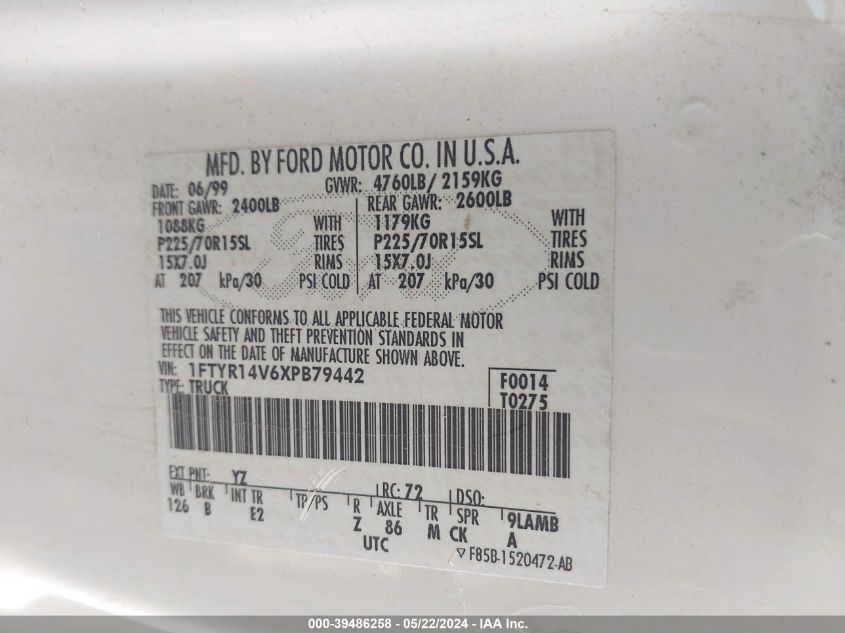 MFD. BY FORD MOTOR CO. IN U.S.A.
DATE: 06/99 GVWR: 4760LB/ 2159KG
FRONT GAWR: 2400LB REAR GAWR: 2600LB
1088KG WITH 1179KG WITH
P225/70R15SL TIRES P225/70R15SL TIRES
15X7.0J RIMS 15X7.0J RIMS
AT 207 kPa/30 PSI COLD AT 207 kPa/30 PSI COLD
THIS VEHICLE CONFORMS TO ALL APPLICABLE FEDERAL MOTOR
VEHICLE SAFETY AND THEFT PREVENTION STANDARDS IN
EFFECT ON THE DATE OF MANUFACTURE SHOWN ABOVE.
VIN: 1FTYR14V6XPB79442 F0014
TYPE: TRUCK T0275
EXT PNT: YZ RC: 72 DSO:
WB BRK INT TR TP/PS R AXLE TR SPR 9LAMB
126 B E2 Z 86 M CK A
UTC F85B-1520472-AB
000-39486258 - 05/22/2024 - IAA Inc.